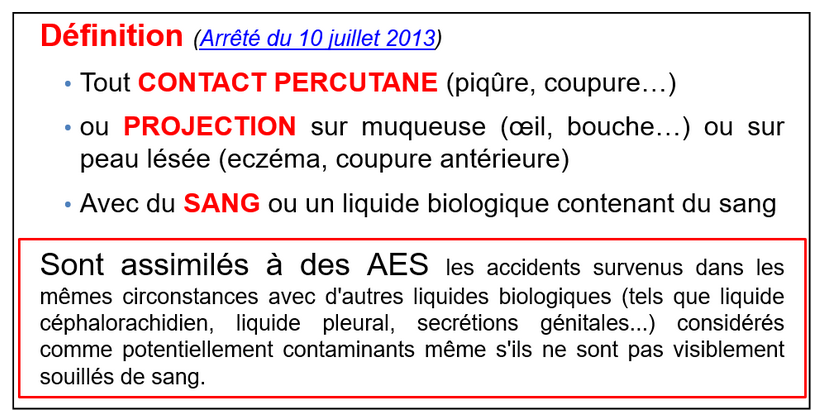 Définition (Arrêté du 10 juillet 2013)
• Tout CONTACT PERCUTANE (piqûre, coupure…)
• ou PROJECTION sur muqueuse (œil, bouche…) ou sur
peau lésée (eczéma, coupure antérieure)
• Avec du SANG ou un liquide biologique contenant du sang
Sont assimilés à des AES les accidents survenus dans les
mêmes circonstances avec d'autres liquides biologiques (tels que liquide
céphalorachidien, liquide pleural, secrétions génitales...) considérés
comme potentiellement contaminants même s'ils ne sont pas visiblement
souillés de sang.